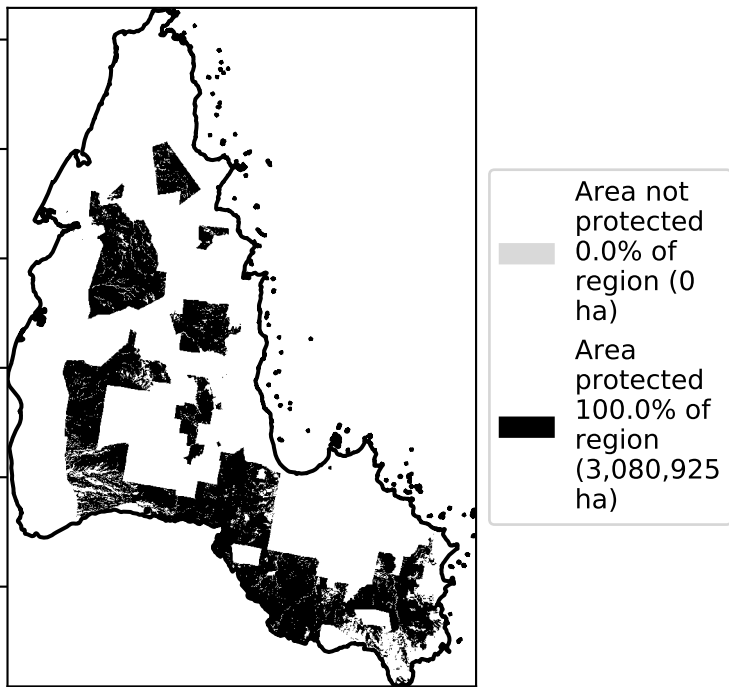 Area not
protected
0.0% of
region (0
ha)
Area
protected
100.0% of
region
(3,080,925
ha)